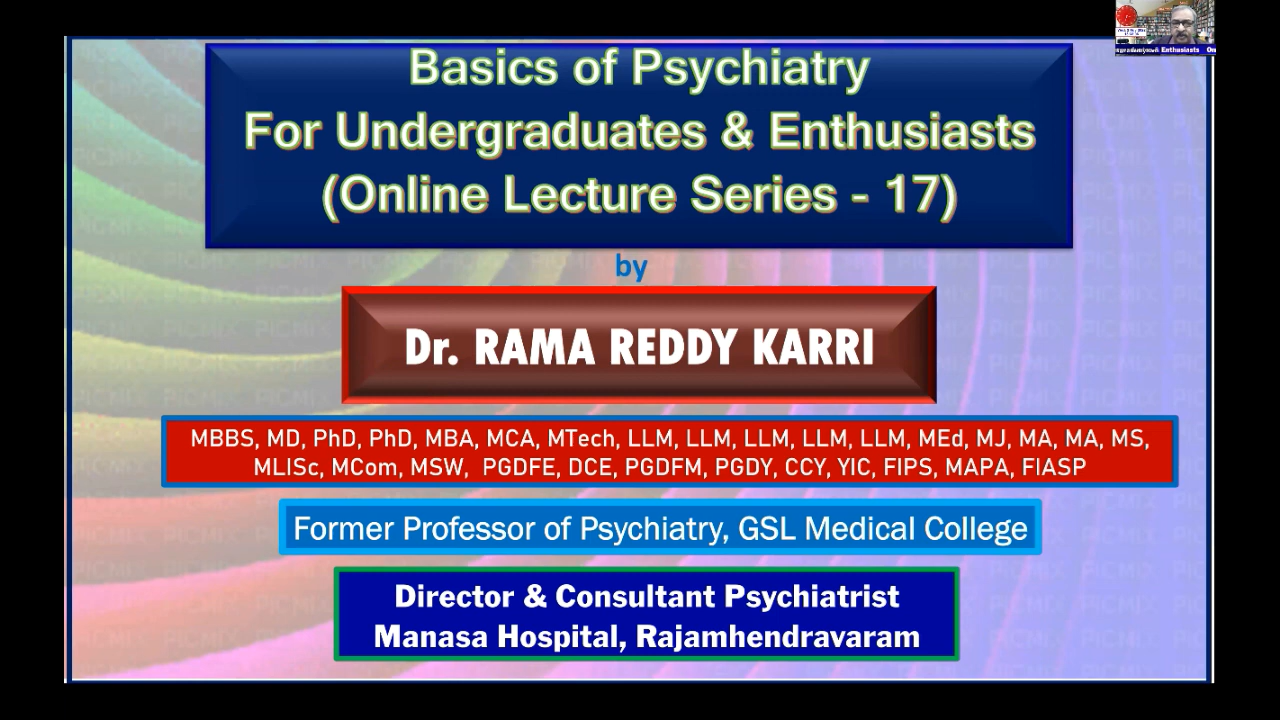 Basics of Psychiatry
For Undergraduates & Enthusiasts
(Online Lecture Series - 17)
by
Dr. RAMA REDDY KARRI
MBBS, MD, PhD, PhD, MBA, MCA, MTech, LLM, LLM, LLM, LLM, LLM, MEd, MJ, MA, MA, MS,
MLISc, MCom, MSW, PGDFE, DCE, PGDFM, PGDY, CCY, YIC, FIPS, MAPA, FIASP
Former Professor of Psychiatry, GSL Medical College
Director & Consultant Psychiatrist
Manasa Hospital, Rajamhendravaram
Enthusiasts